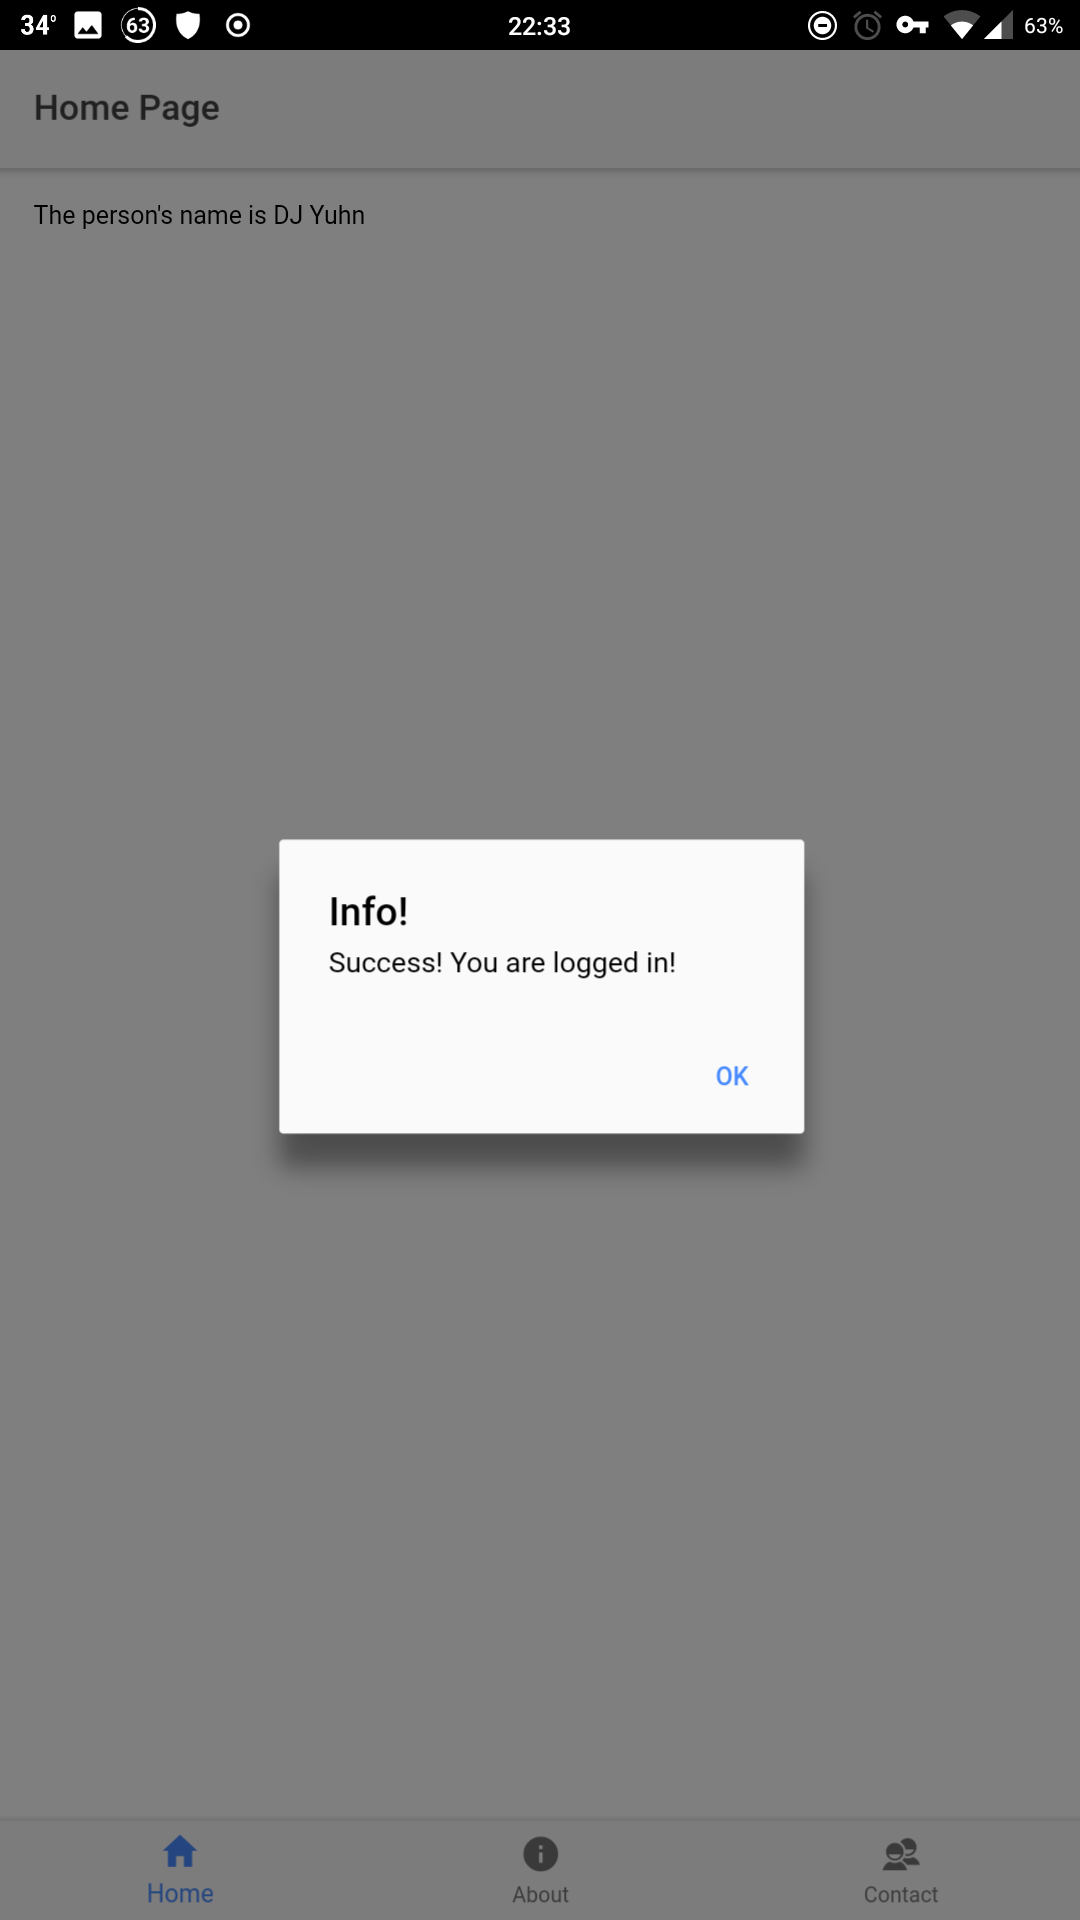 34° 63 22:33 63%
Home Page
The person's name is DJ Yuhn
Info!
Success! You are logged in!
OK
Home About Contact